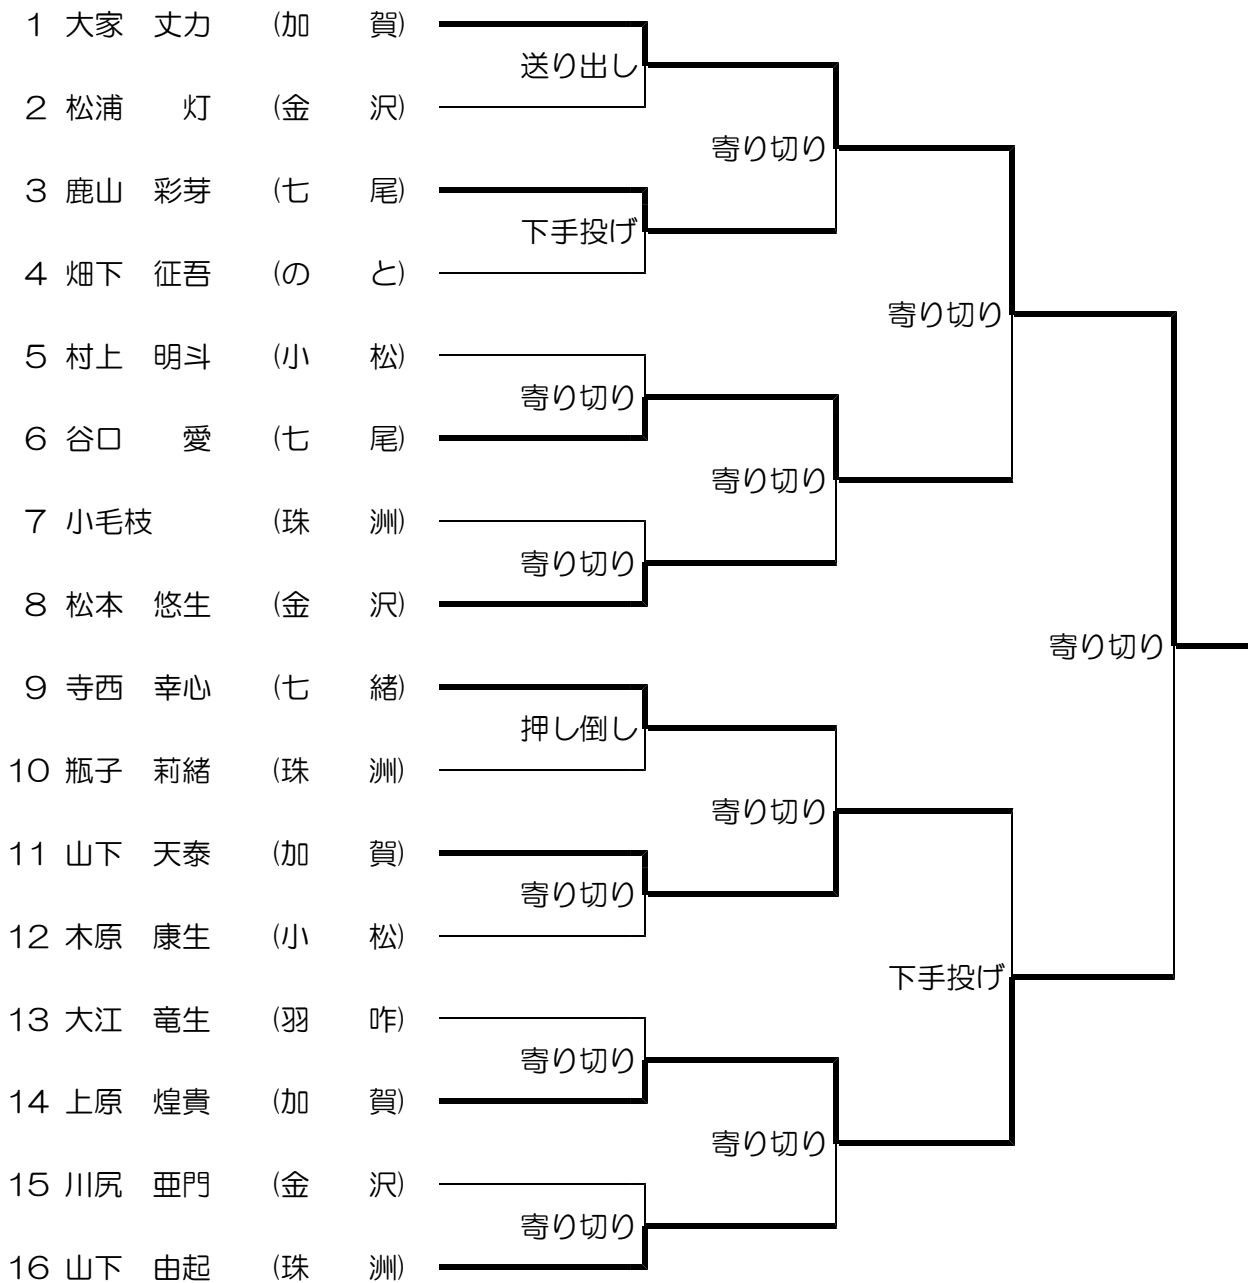 1 大家 丈力 (加 賀)
送り出し
2 松浦 灯 (金 沢)
寄り切り
3 鹿山 彩芽 (七 尾)
下手投げ
4 畑下 征吾 (の と)
寄り切り
5 村上 明斗 (小 松)
寄り切り
6 谷口 愛 (七 尾)
寄り切り
7 小毛枝 (珠 洲)
寄り切り
8 松本 悠生 (金 沢)
寄り切り
9 寺西 幸心 (七 緒)
押し倒し
10 瓶子 莉緒 (珠 洲)
寄り切り
11 山下 天泰 (加 賀)
寄り切り
12 木原 康生 (小 松)
下手投げ
13 大江 竜生 (羽 咋)
寄り切り
14 上原 煌貴 (加 賀)
寄り切り
15 川尻 亜門 (金 沢)
寄り切り
16 山下 由起 (珠 洲)